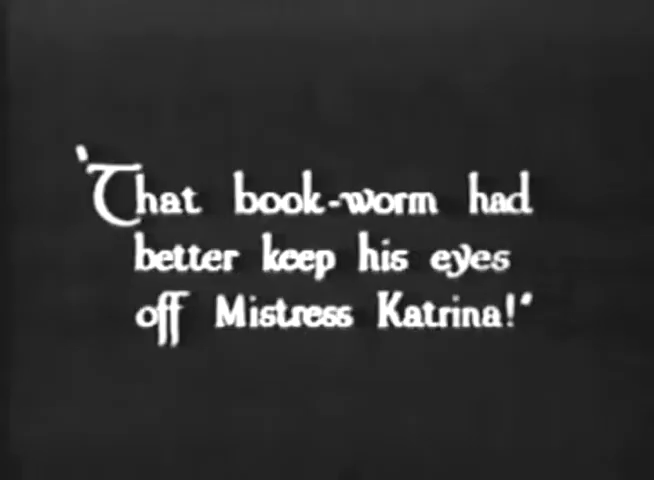 'That book-worm had
better keep his eyes
off Mistress Katrina!'